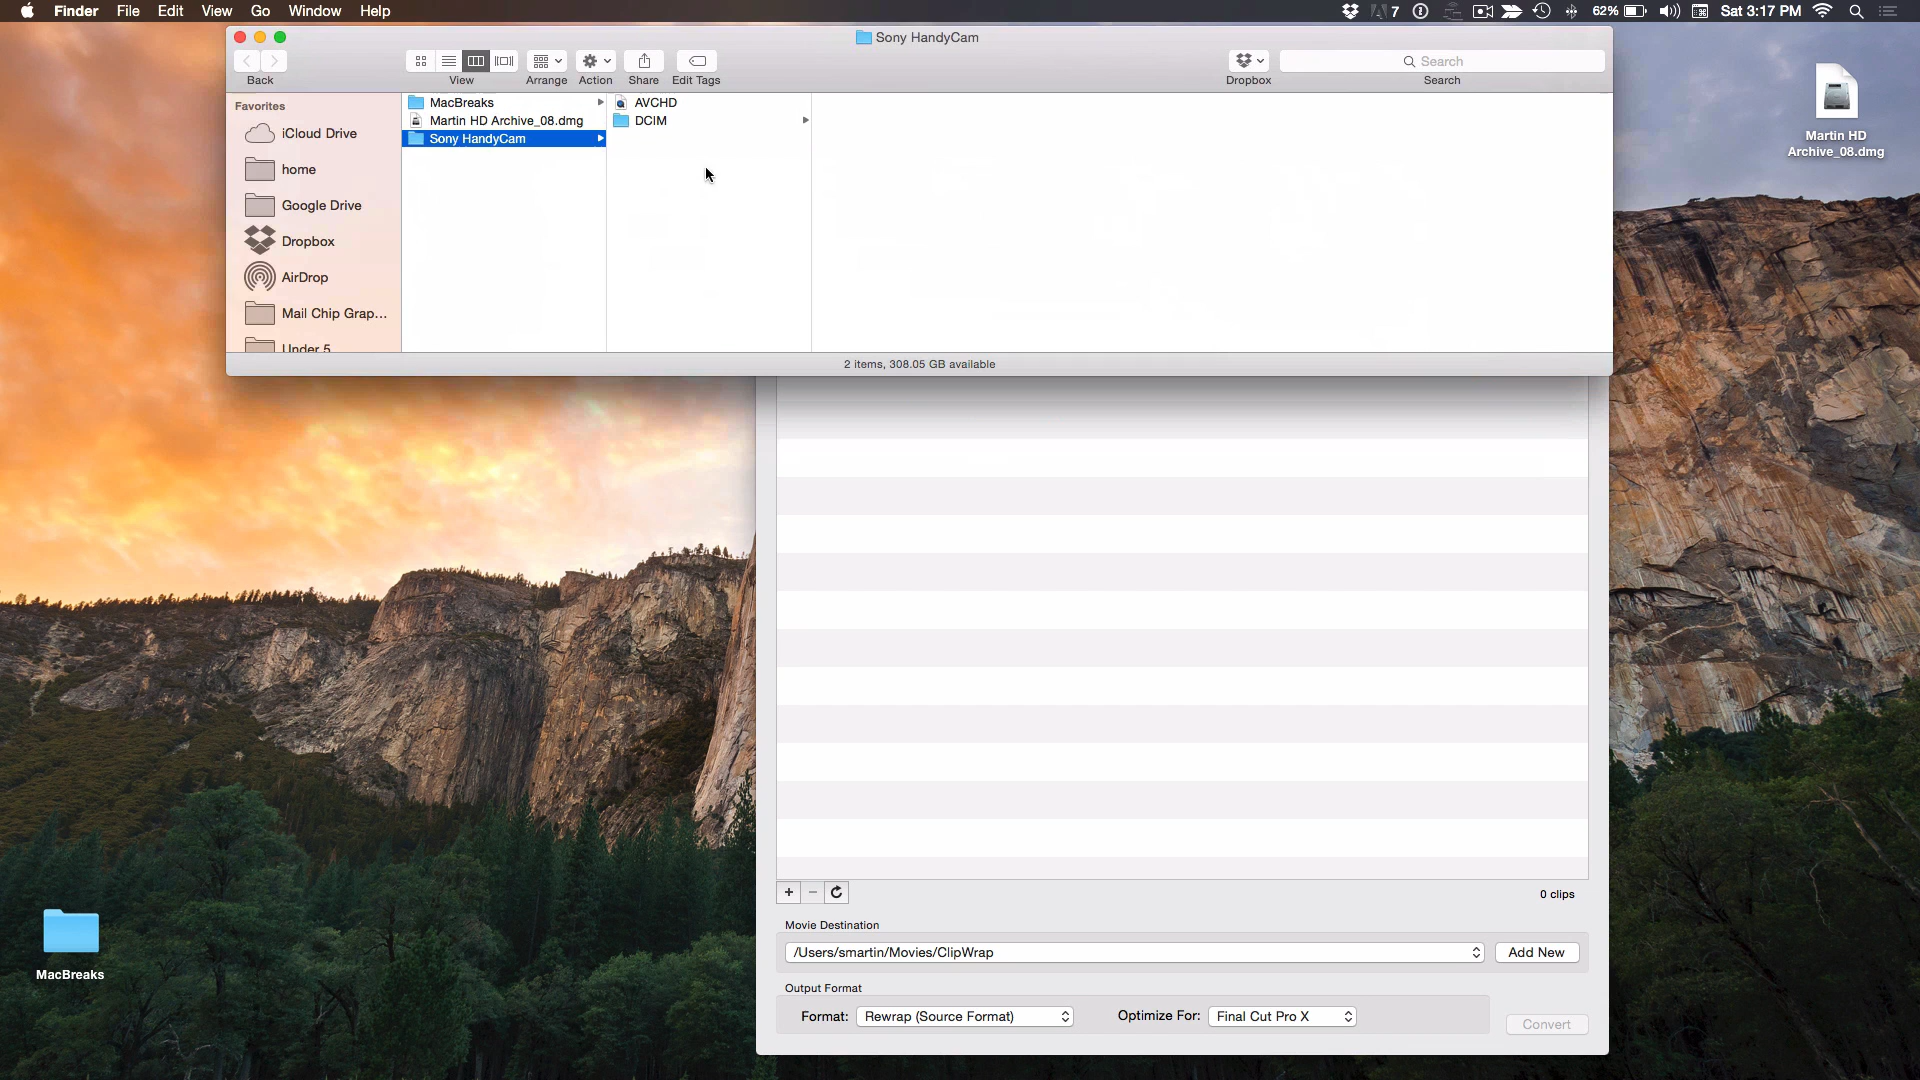 Finder File Edit View Go Window Help 7 62% Sat 3:17 PM
Sony HandyCam
Search
Back View Arrange Action Share Edit Tags Dropbox Search
Favorites
iCloud Drive
home
Google Drive
Dropbox
AirDrop
Mail Chip Grap...
Under 5
MacBreaks
Martin HD Archive_08.dmg
Sony HandyCam
AVCHD
DCIM
2 items, 308.05 GB available
Martin HD
Archive_08.dmg
MacBreaks
0 clips
Movie Destination
/Users/smartin/Movies/ClipWrap Add New
Output Format
Format: Rewrap (Source Format) Optimize For: Final Cut Pro X
Convert